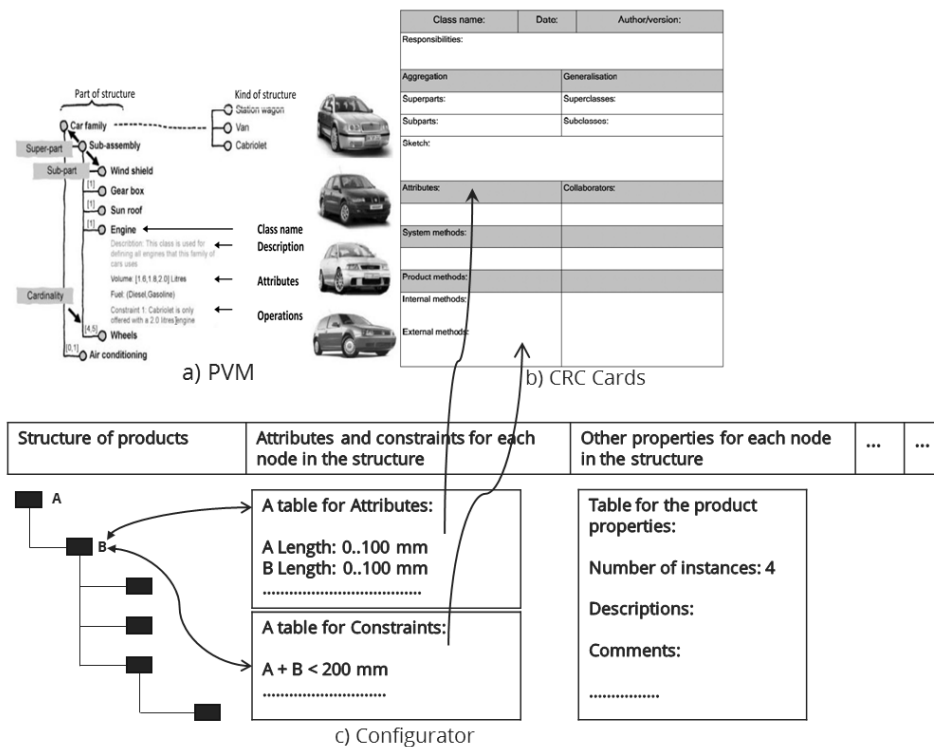 Part of structure
Kind of structure
Car family
Station wagon
Van
Cabriolet
Super-part
Sub-assembly
Sub-part
Wind shield
[1]
Gear box
[1]
Sun roof
[1]
Engine
Class name
Describtion: This class is used for
defining all engines that this family of
cars uses
Description
Volume: [1.6,1.8,2.0] Litres
Attributes
Fuel: (Diesel,Gasoline)
Cardinality
Constraint 1: Cabriolet is only
offered with a 2.0 litres engine
Operations
[4,5]
Wheels
[0,1]
Air conditioning
a) PVM
Class name: Date: Author/version:
Responsibilities:
Aggregation Generalisation
Superparts: Superclasses:
Subparts: Subclosses:
Sketch:
Attributes: Collaborators:
System methods:
Product methods:
Internal methods:
External methods:
b) CRC Cards
Structure of products
Attributes and constraints for each
node in the structure
Other properties for each node
in the structure
...
...
A
B
A table for Attributes:
A Length: 0..100 mm
B Length: 0..100 mm
....................................
A table for Constraints:
A + B < 200 mm
............................
Table for the product
properties:
Number of instances: 4
Descriptions:
Comments:
................
c) Configurator